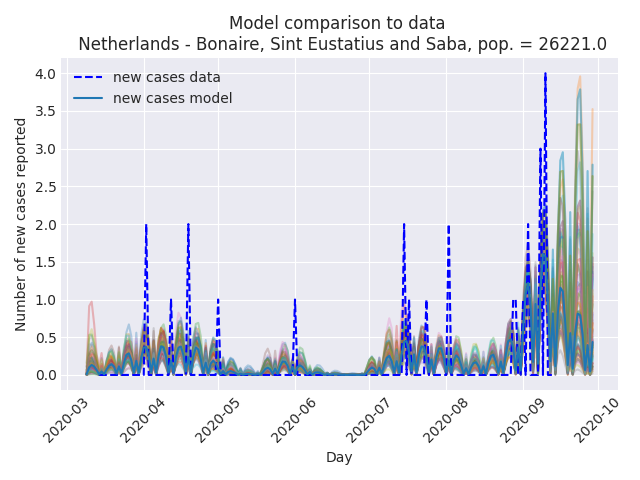 Model comparison to data
Netherlands - Bonaire, Sint Eustatius and Saba, pop. = 26221.0
new cases data
new cases model
Number of new cases reported
4.0
3.5
3.0
2.5
2.0
1.5
1.0
0.5
0.0
2020-03
2020-04
2020-05
2020-06
2020-07
2020-08
2020-09
2020-10
Day